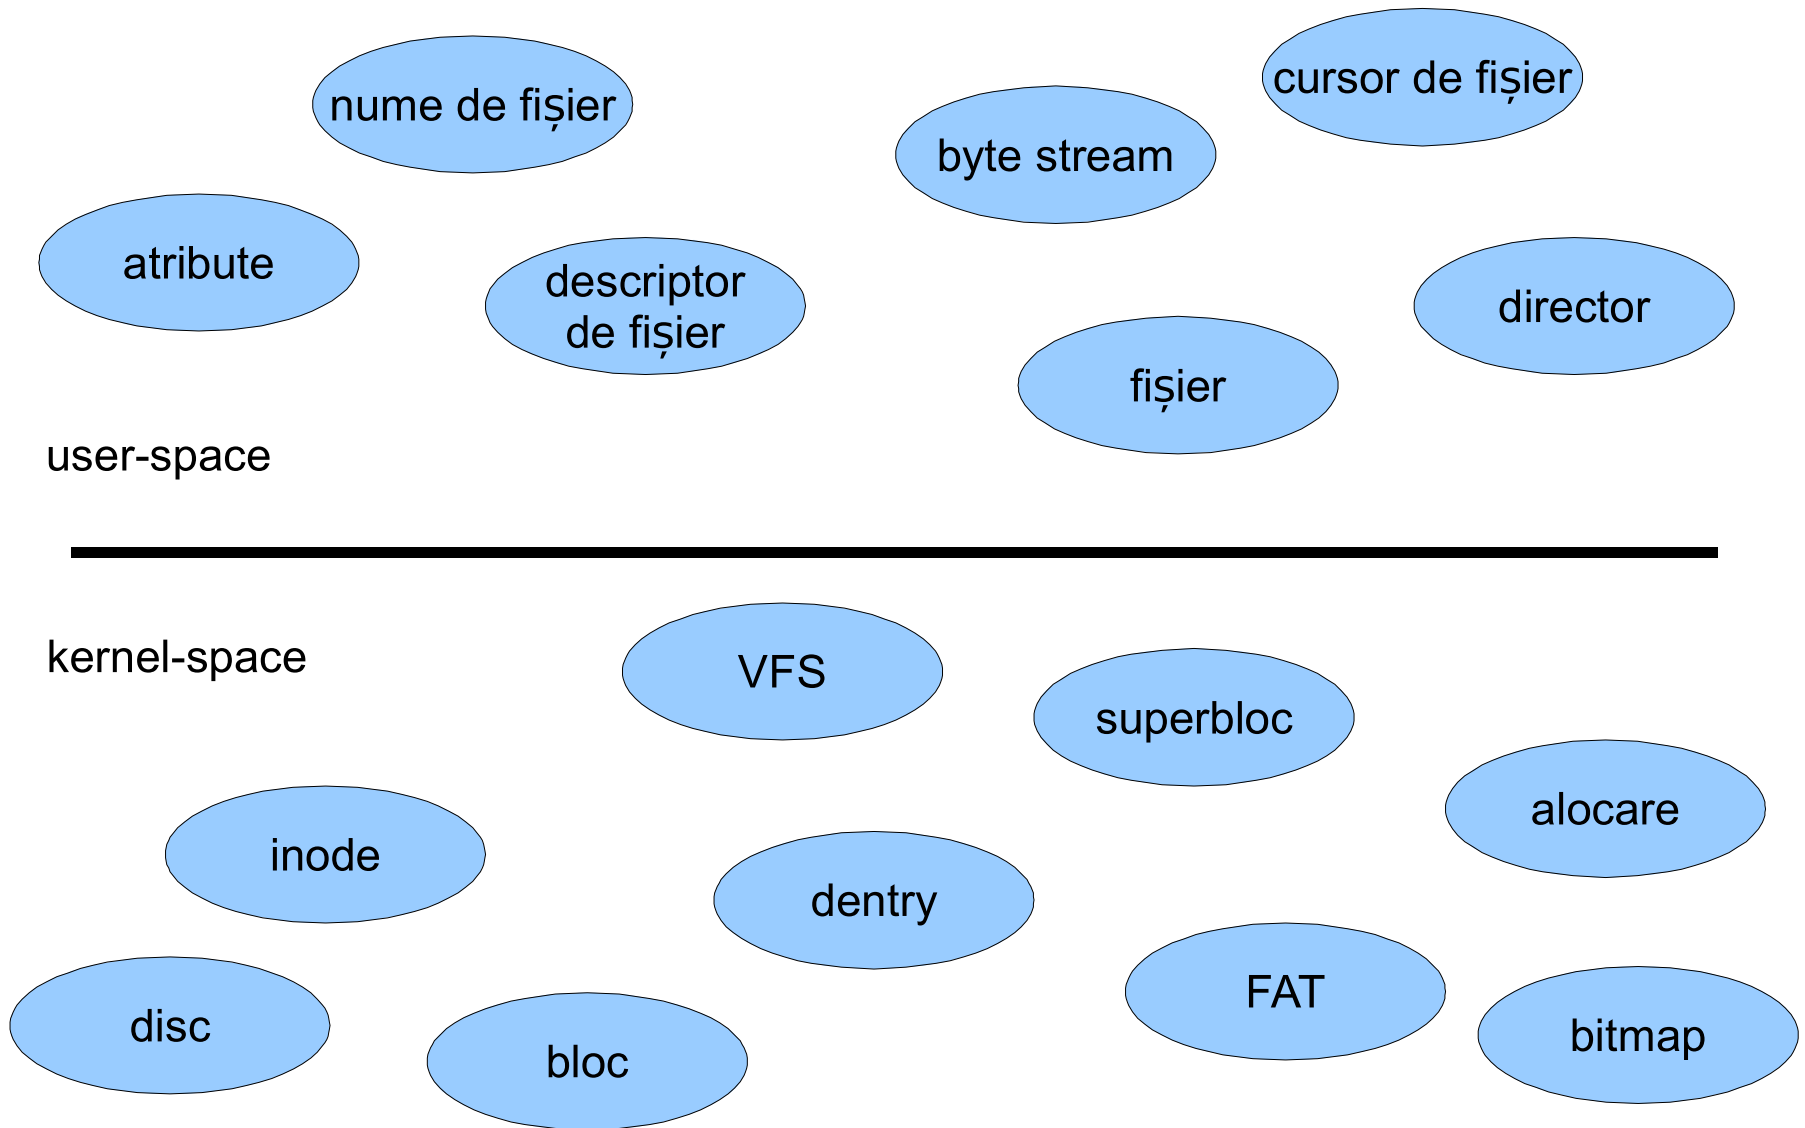 cursor de fișier
nume de fișier
byte stream
atribute
descriptor
de fișier
director
fișier
user-space
kernel-space
VFS
superbloc
alocare
inode
dentry
FAT
disc
bloc
bitmap